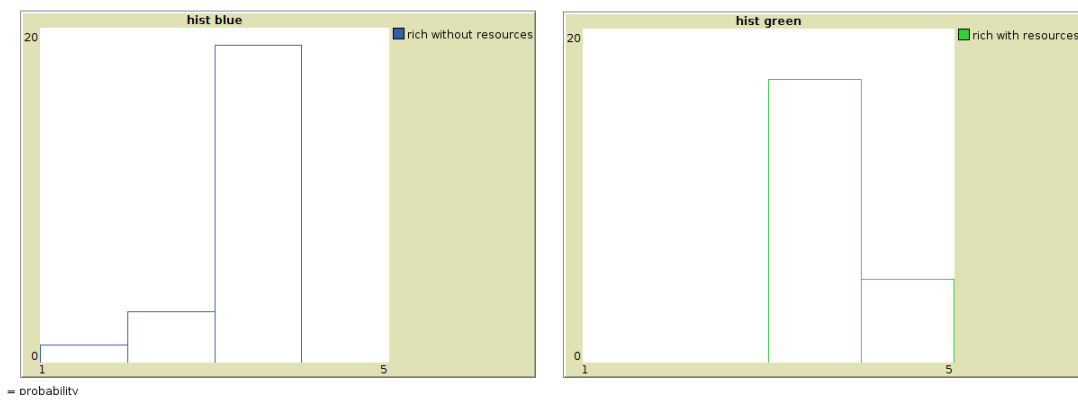 hist blue
20
rich without resources
0
1
5
hist green
20
rich with resources
0
1
5
= probability